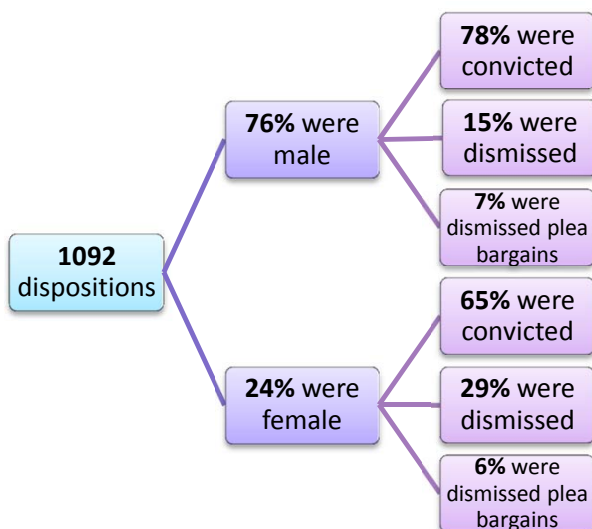 1092
dispositions
76% were
male
78% were
convicted
15% were
dismissed
7% were
dismissed plea
bargains
24% were
female
65% were
convicted
29% were
dismissed
6% were
dismissed plea
bargains